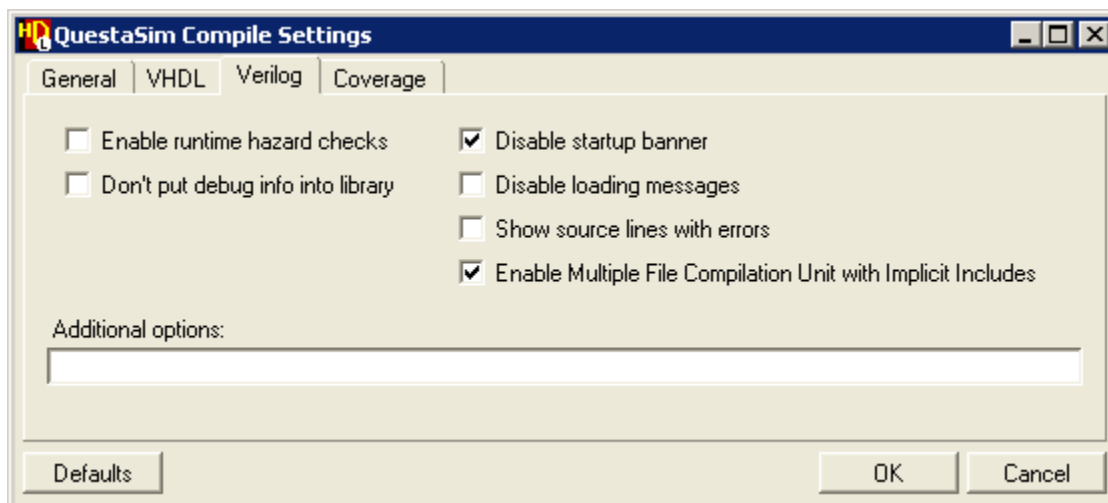 HDL QuestaSim Compile Settings
General VHDL Verilog Coverage
Enable runtime hazard checks Disable startup banner
Don't put debug info into library Disable loading messages
Show source lines with errors
Enable Multiple File Compilation Unit with Implicit Includes
Additional options:
Defaults OK Cancel